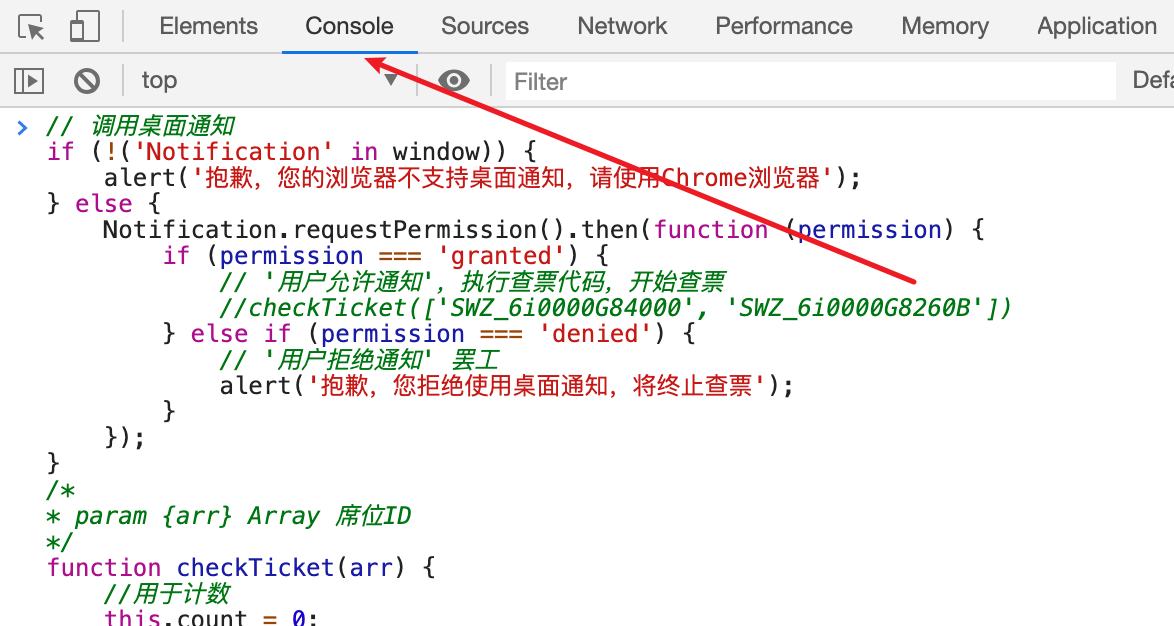 Elements Console Sources Network Performance Memory Application
top ▼ Filter Defa
> // 调用桌面通知
if (!('Notification' in window)) {
alert('抱歉，您的浏览器不支持桌面通知，请使用Chrome浏览器');
} else {
Notification.requestPermission().then(function (permission) {
if (permission === 'granted') {
// '用户允许通知'，执行查票代码，开始查票
//checkTicket(['SWZ_6i0000G84000', 'SWZ_6i0000G8260B'])
} else if (permission === 'denied') {
// '用户拒绝通知' 罢工
alert('抱歉，您拒绝使用桌面通知，将终止查票');
}
});
}
/*
* param {arr} Array 席位ID
*/
function checkTicket(arr) {
//用于计数
this.count = 0;